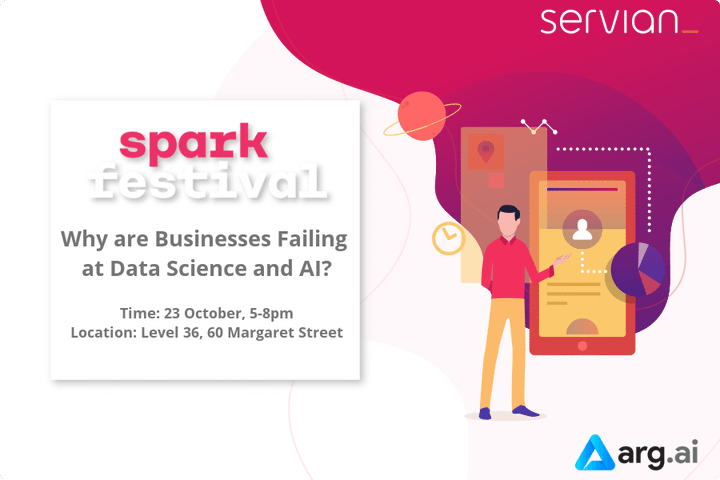 servian_
spark
festival
Why are Businesses Failing
at Data Science and AI?
Time: 23 October, 5-8pm
Location: Level 36, 60 Margaret Street
arg.ai